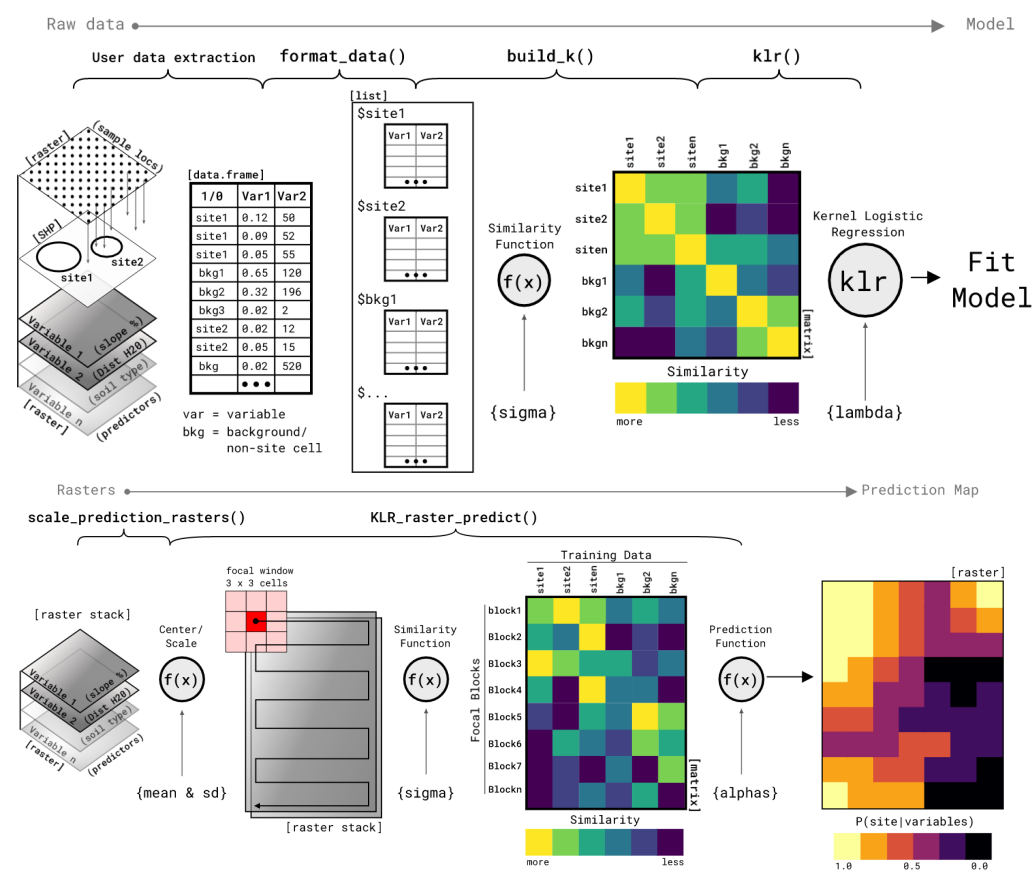 Raw data
Model
User data extraction
format_data()
build_k()
klr()
[raster]
(sample locs)
[SHP]
site1
site2
Variable 1
(slope %)
Variable 2
(Dist H20)
(soil type)
Variable n
[raster]
(predictors)
[data.frame]
1/0 Var1 Var2
site1 0.12 50
site1 0.09 52
site1 0.05 55
bkg1 0.65 120
bkg2 0.32 196
bkg3 0.02 2
site2 0.02 12
site2 0.05 15
bkg 0.02 520
•••
var = variable
bkg = background/
non-site cell
[list]
$site1
Var1 Var2
•••
$site2
Var1 Var2
•••
$bkg1
Var1 Var2
•••
$...
Var1 Var2
•••
Similarity
Function
f(x)
{sigma}
site1 site2 siten bkg1 bkg2 bkgn
site1
site2
siten
bkg1
bkg2
bkgn
[matrix]
Similarity
more less
Kernel Logistic
Regression
klr
{lambda}
Fit
Model
Rasters
Prediction Map
scale_prediction_rasters()
KLR_raster_predict()
[raster stack]
Variable 1
(slope %)
Variable 2
(Dist H20)
(soil type)
Variable n
[raster]
(predictors)
Center/
Scale
f(x)
{mean & sd}
focal window
3 x 3 cells
[raster stack]
Similarity
Function
f(x)
{sigma}
Training Data
site1 site2 siten bkg1 bkg2 bkgn
Focal Blocks
block1
Block2
Block3
Block4
Block5
Block6
Block7
Blockn
[matrix]
Similarity
more less
Prediction
Function
f(x)
{alphas}
[raster]
P(site|variables)
1.0 0.5 0.0